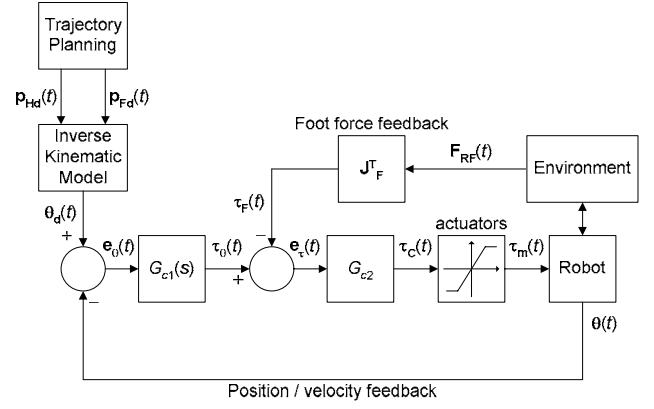 Trajectory
Planning
p_Hd(t) p_Fd(t)
Inverse
Kinematic
Model
Foot force feedback
J^T_F
F_RF(t)
Environment
θ_d(t)
τ_F(t)
actuators
+
−
e_θ(t)
G_c1(s)
τ_θ(t)
+
e_τ(t)
G_c2
τ_C(t)
τ_m(t)
Robot
−
θ(t)
Position / velocity feedback